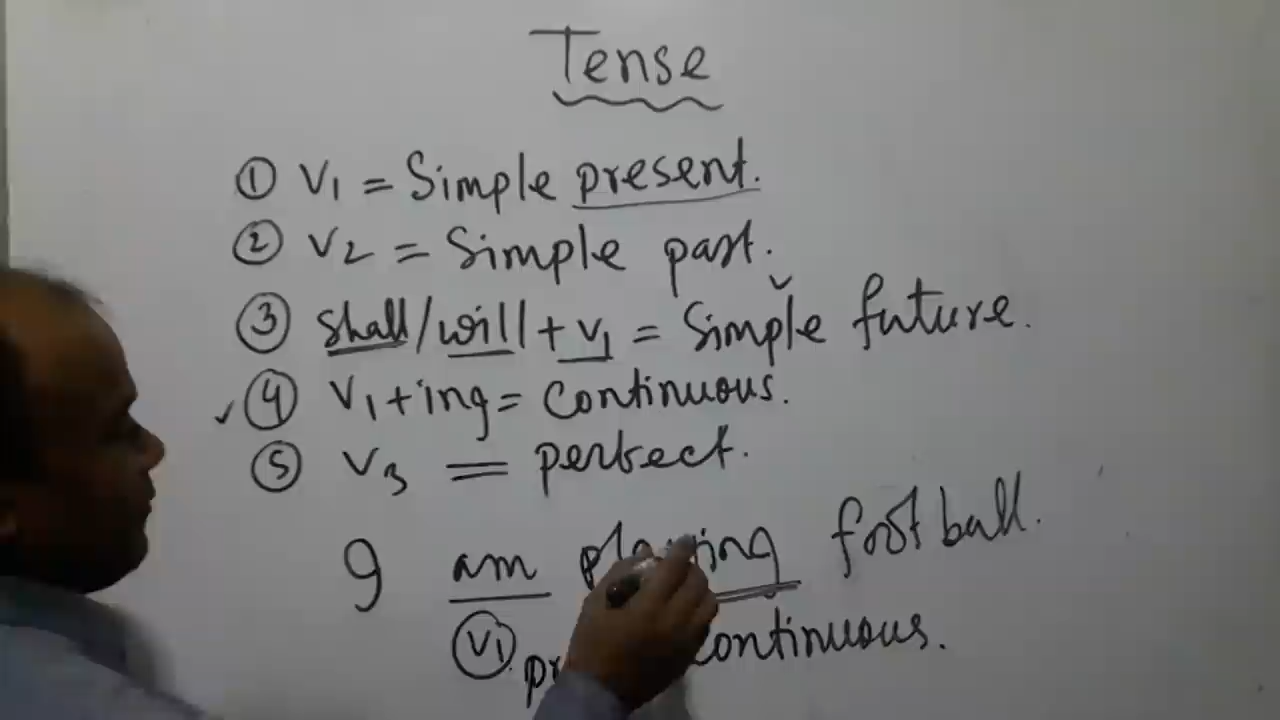 Tense
① V1 = Simple present.
② V2 = Simple past.
③ Shall/will + V1 = Simple future.
④ V1+ing = Continuous.
⑤ V3 = perfect.
I am playing football.
V1 continuous.